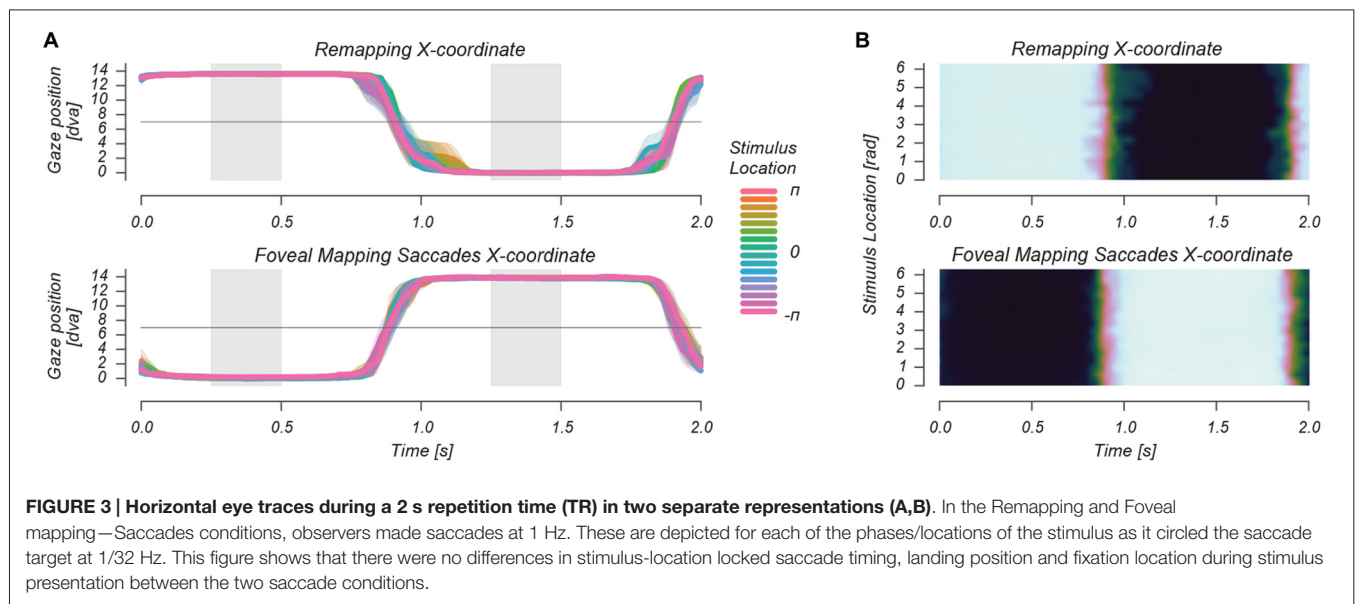 A
Remapping X-coordinate
Gaze position
[dva]
14
12
10
8
6
4
2
0
0.0
0.5
1.0
1.5
2.0
Foveal Mapping Saccades X-coordinate
Gaze position
[dva]
14
12
10
8
6
4
2
0
0.0
0.5
1.0
1.5
2.0
Time [s]
Stimulus
Location
π
0
-π
B
Remapping X-coordinate
6
5
4
3
2
1
0
0.0
0.5
1.0
1.5
2.0
Stimuuls Location [rad]
Foveal Mapping Saccades X-coordinate
6
5
4
3
2
1
0
0.0
0.5
1.0
1.5
2.0
Time [s]
FIGURE 3 | Horizontal eye traces during a 2 s repetition time (TR) in two separate representations (A,B). In the Remapping and Foveal
mapping—Saccades conditions, observers made saccades at 1 Hz. These are depicted for each of the phases/locations of the stimulus as it circled the saccade
target at 1/32 Hz. This figure shows that there were no differences in stimulus-location locked saccade timing, landing position and fixation location during stimulus
presentation between the two saccade conditions.